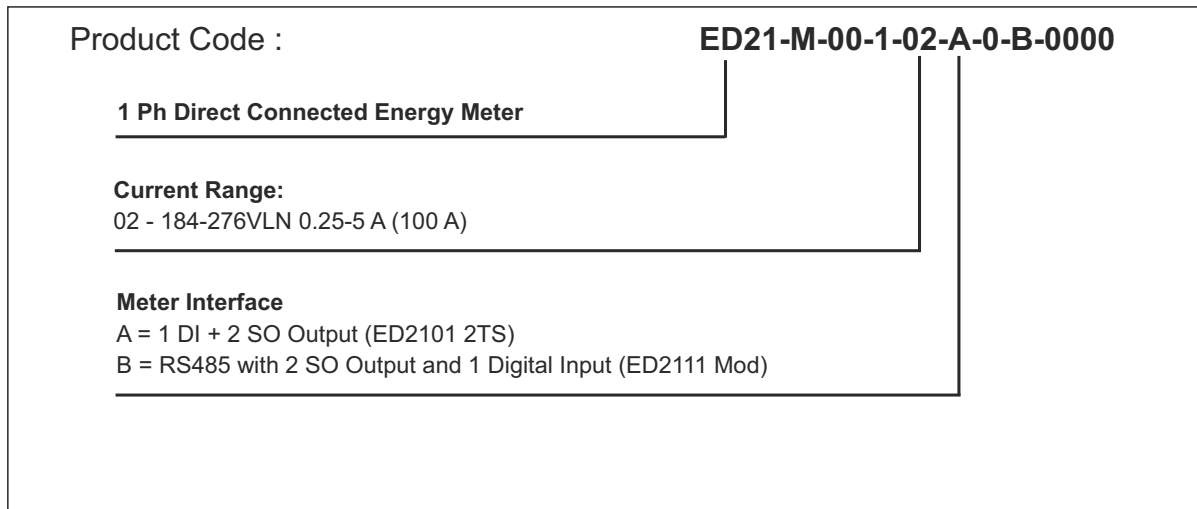 Product Code : ED21-M-00-1-02-A-0-B-0000
1 Ph Direct Connected Energy Meter
Current Range:
02 - 184-276VLN 0.25-5 A (100 A)
Meter Interface
A = 1 DI + 2 SO Output (ED2101 2TS)
B = RS485 with 2 SO Output and 1 Digital Input (ED2111 Mod)